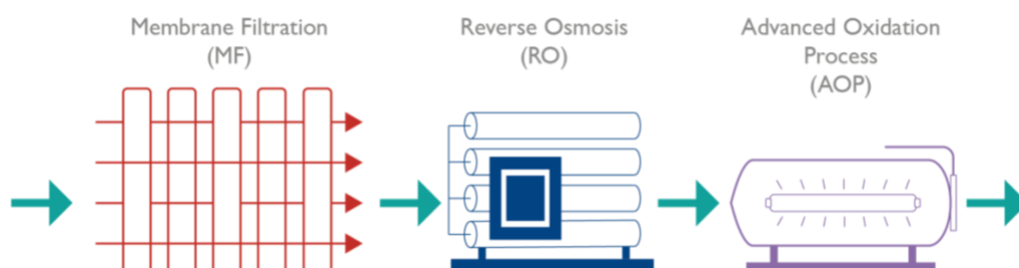 Membrane Filtration
(MF)
Reverse Osmosis
(RO)
Advanced Oxidation
Process
(AOP)